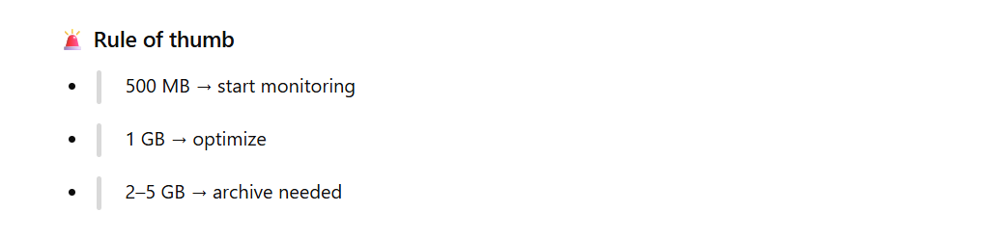 🚨 Rule of thumb
• 500 MB → start monitoring
• 1 GB → optimize
• 2–5 GB → archive needed